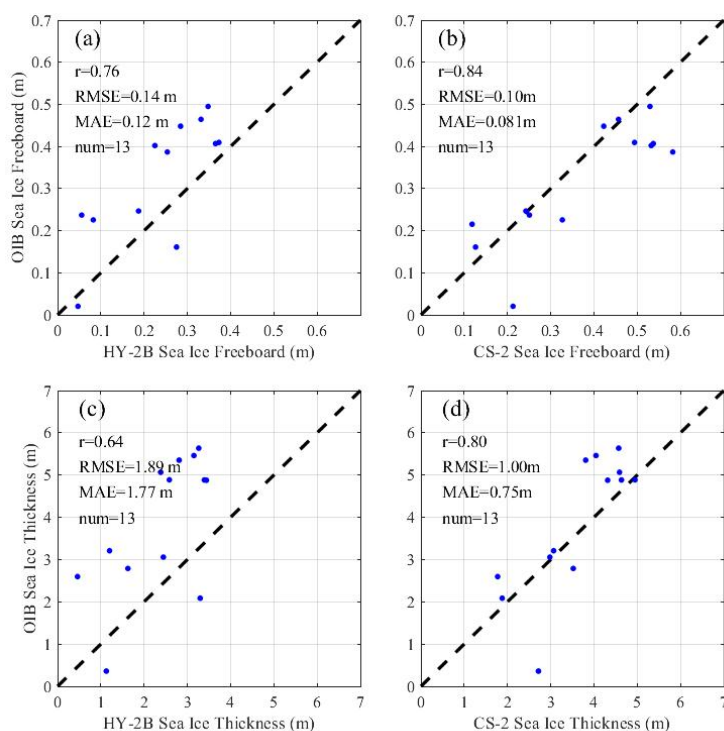 (a)
r=0.76
RMSE=0.14 m
MAE=0.12 m
num=13
0.7
0.6
0.5
0.4
0.3
0.2
0.1
0
OIB Sea Ice Freeboard (m)
0 0.1 0.2 0.3 0.4 0.5 0.6
HY-2B Sea Ice Freeboard (m)
(b)
r=0.84
RMSE=0.10m
MAE=0.081m
num=13
0.7
0.6
0.5
0.4
0.3
0.2
0.1
0
0 0.1 0.2 0.3 0.4 0.5 0.6
CS-2 Sea Ice Freeboard (m)
(c)
r=0.64
RMSE=1.89 m
MAE=1.77 m
num=13
7
6
5
4
3
2
1
0
OIB Sea Ice Thickness (m)
0 1 2 3 4 5 6 7
HY-2B Sea Ice Thickness (m)
(d)
r=0.80
RMSE=1.00m
MAE=0.75m
num=13
7
6
5
4
3
2
1
0
0 1 2 3 4 5 6 7
CS-2 Sea Ice Thickness (m)